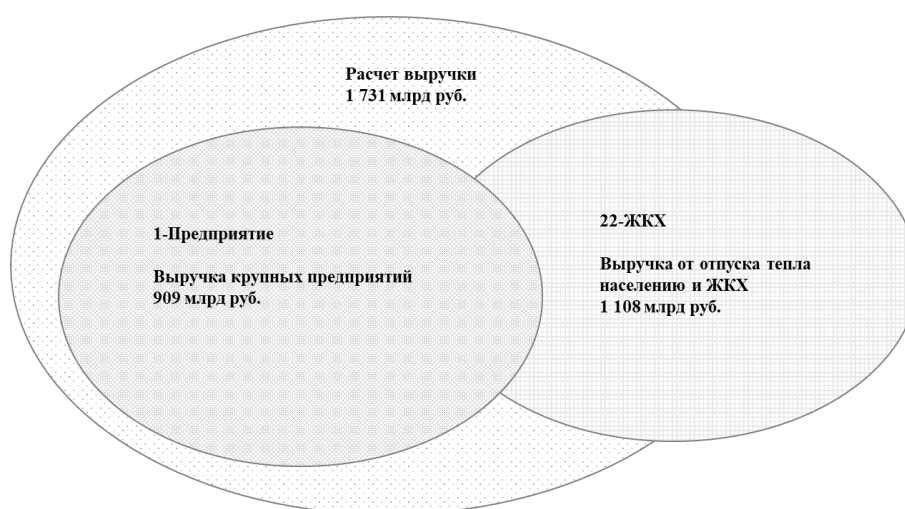 Расчет выручки
1 731 млрд руб.
1-Предприятие
Выручка крупных предприятий
909 млрд руб.
22-ЖКХ
Выручка от отпуска тепла
населению и ЖКХ
1 108 млрд руб.